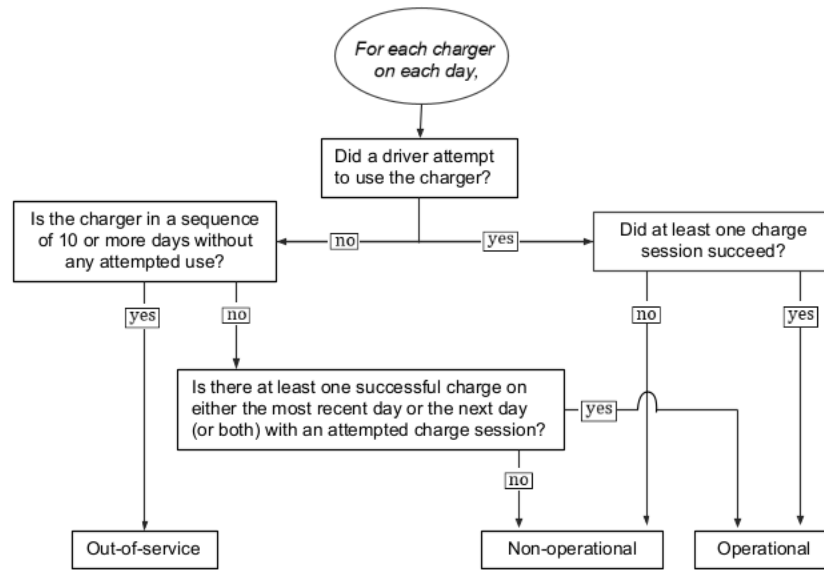 For each charger
on each day,
Did a driver attempt
to use the charger?
Is the charger in a sequence
of 10 or more days without
any attempted use?
no
yes
Did at least one charge
session succeed?
yes
no
no
yes
Is there at least one successful charge on
either the most recent day or the next day
(or both) with an attempted charge session?
yes
no
Out-of-service
Non-operational
Operational